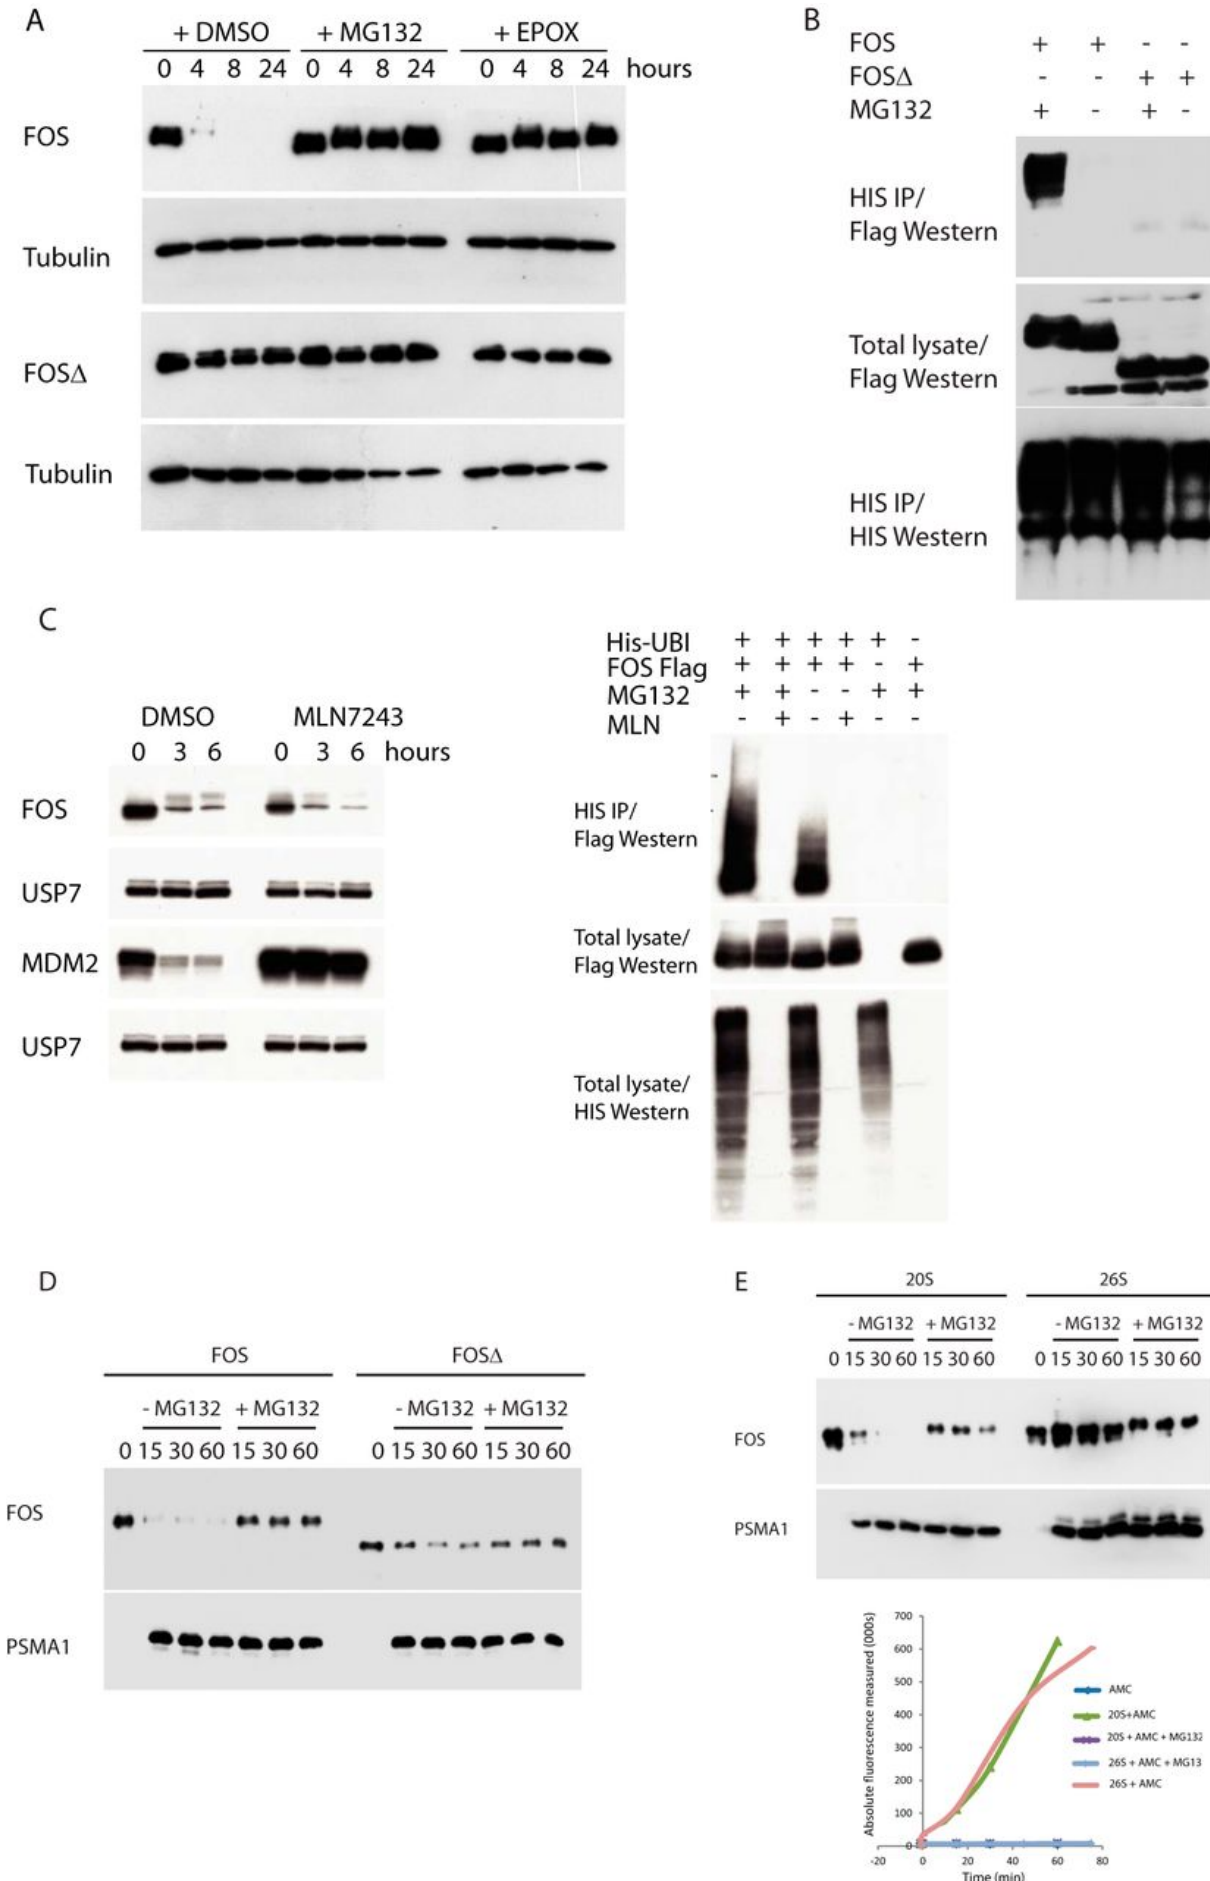 A
+ DMSO + MG132 + EPOX
0 4 8 24 0 4 8 24 0 4 8 24 hours
FOS
Tubulin
FOSΔ
Tubulin
B
FOS + + - -
FOSΔ - - + +
MG132 + - + -
HIS IP/
Flag Western
Total lysate/
Flag Western
HIS IP/
HIS Western
C
DMSO MLN7243
0 3 6 0 3 6 hours
FOS
USP7
MDM2
USP7
His-UBI + + + + + -
FOS Flag + + + + - +
MG132 + + - - + +
MLN - + - + - -
HIS IP/
Flag Western
Total lysate/
Flag Western
Total lysate/
HIS Western
D
FOS FOSΔ
- MG132 + MG132 - MG132 + MG132
0 15 30 60 15 30 60 0 15 30 60 15 30 60
FOS
PSMA1
E
20S 26S
- MG132 + MG132 - MG132 + MG132
0 15 30 60 15 30 60 0 15 30 60 15 30 60
FOS
PSMA1
Absolute fluorescence measured (000s)
700
600
500
400
300
200
100
0
-20 0 20 40 60 80
Time (min)
AMC
20S+AMC
20S + AMC + MG132
26S + AMC + MG13
26S + AMC